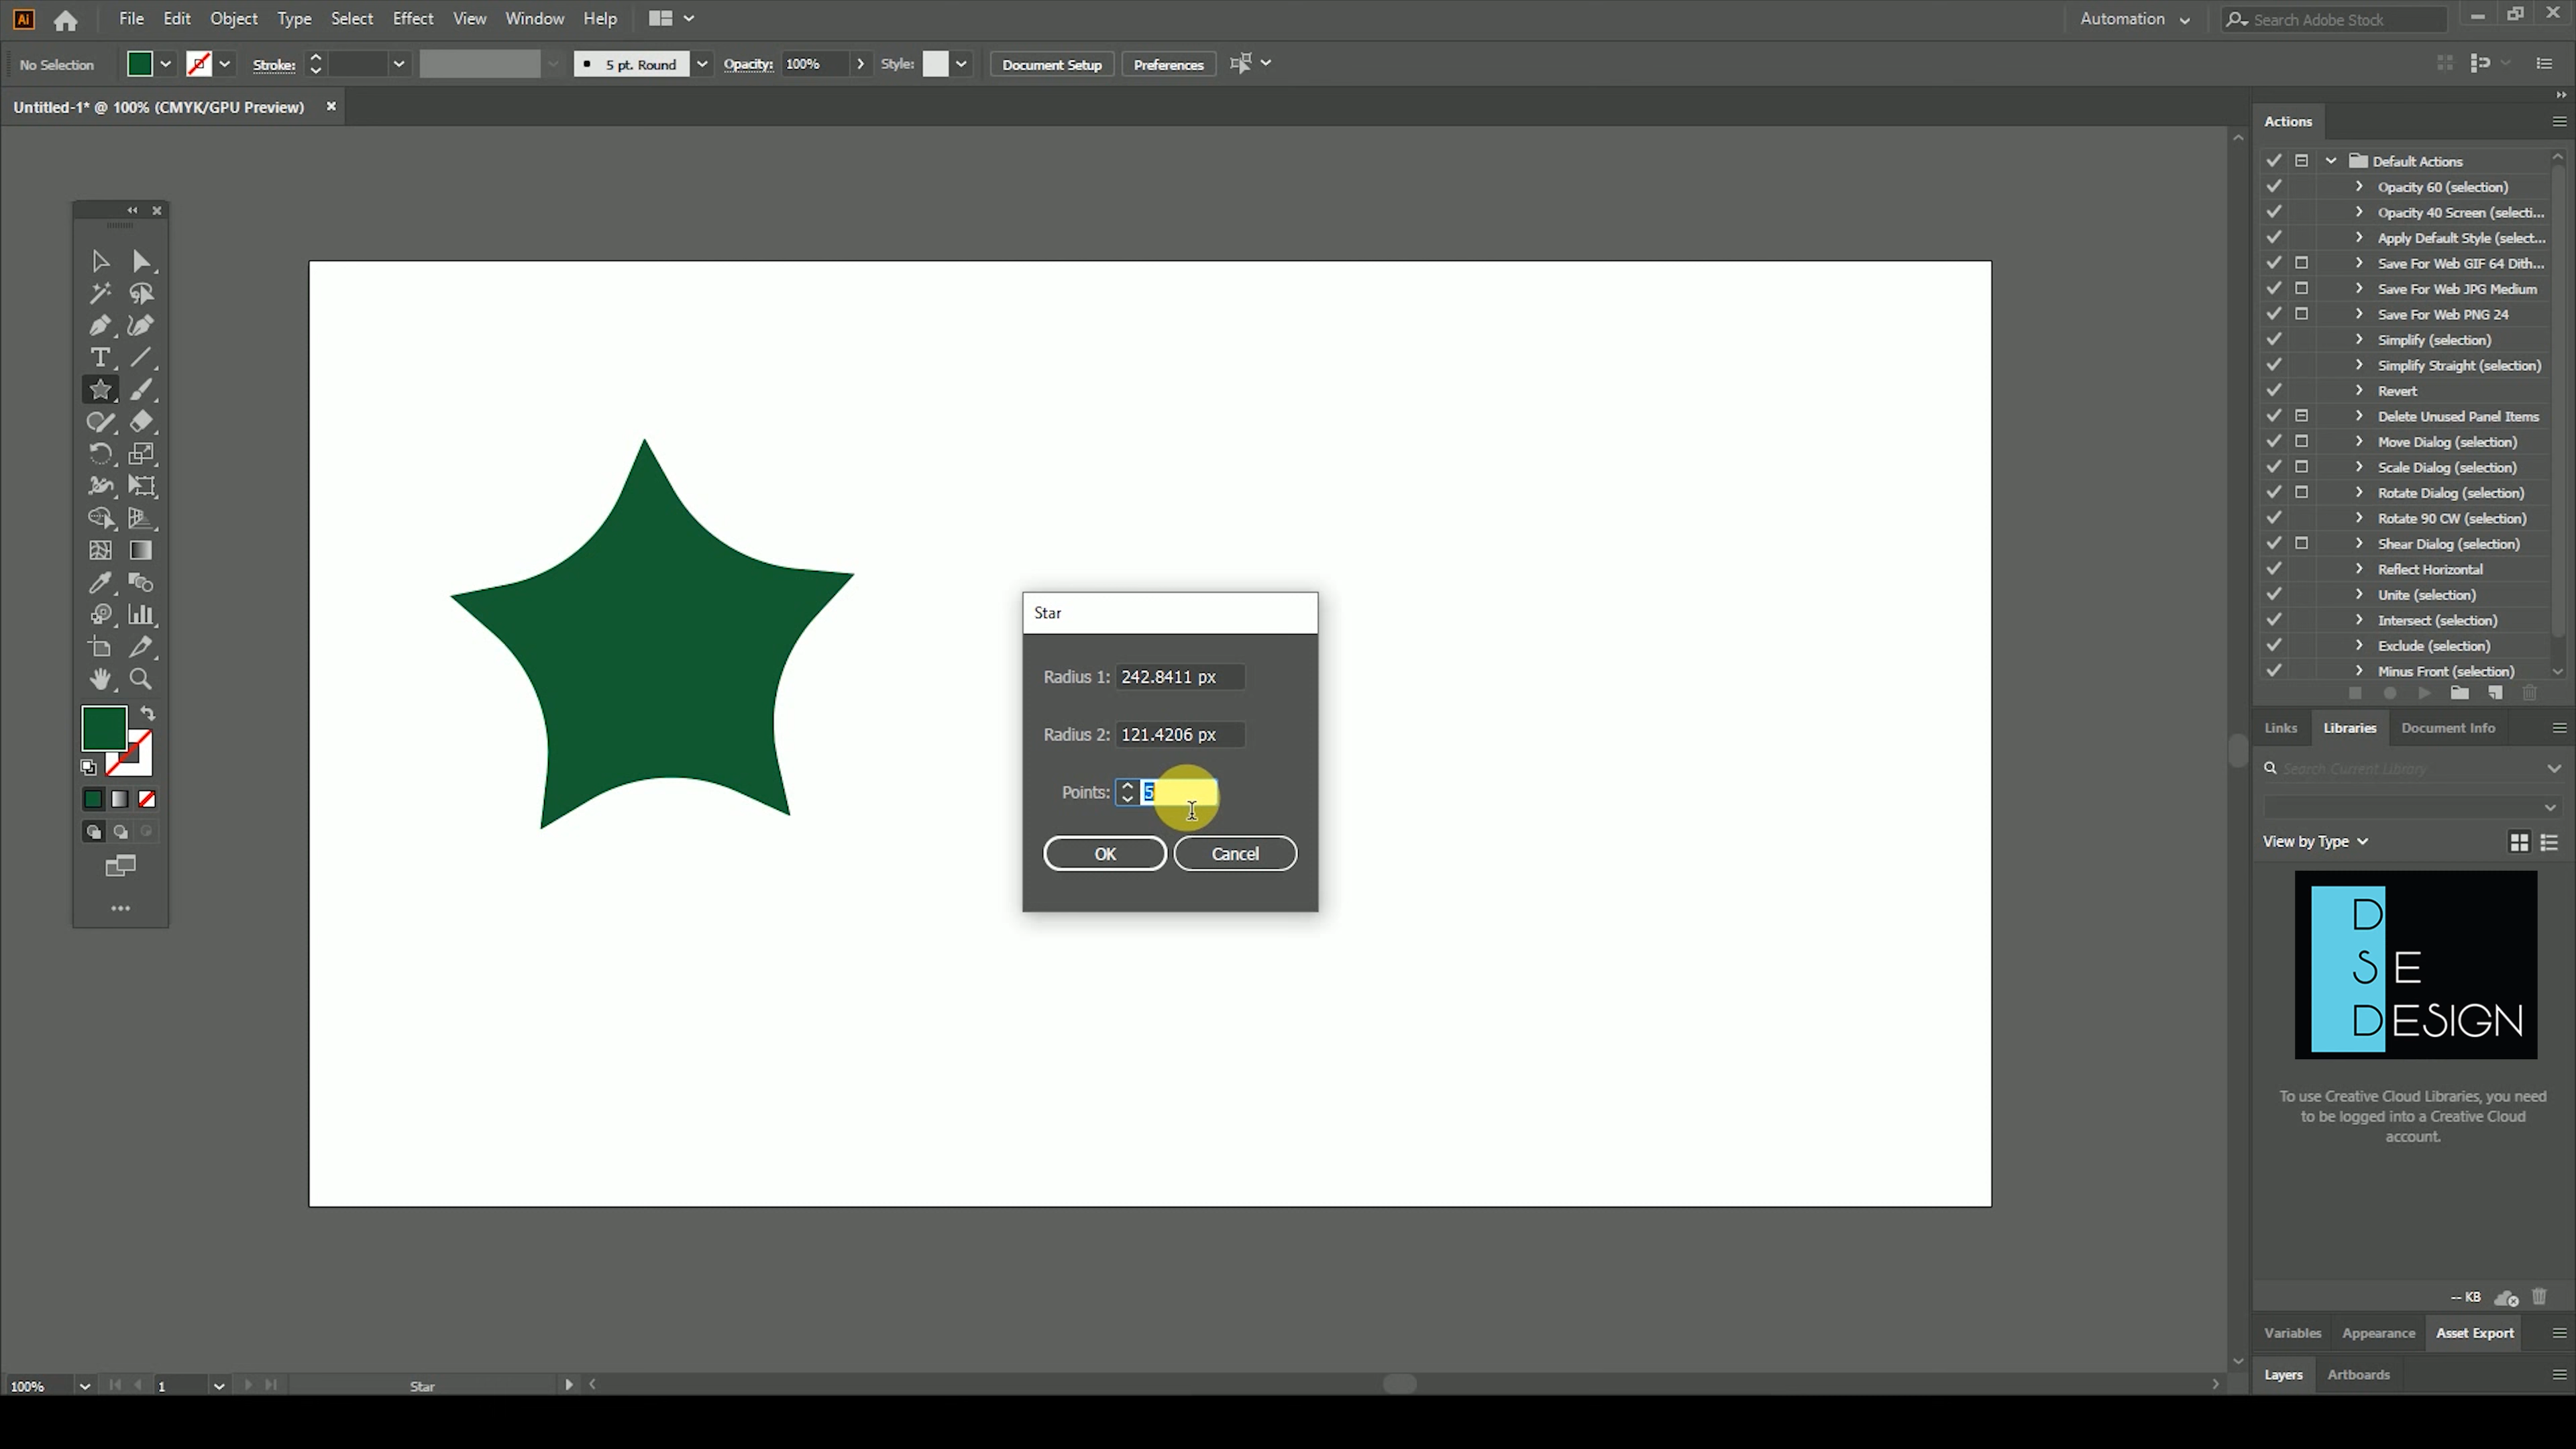 Ai File Edit Object Type Select Effect View Window Help Automation Search Adobe Stock
No Selection Stroke: 5 pt. Round Opacity: 100% Style: Document Setup Preferences
Untitled-1* @ 100% (CMYK/GPU Preview)
Actions
Default Actions
Opacity 60 (selection)
Opacity 40 Screen (selecti...
Apply Default Style (select...
Save For Web GIF 64 Dith...
Save For Web JPG Medium
Save For Web PNG 24
Simplify (selection)
Simplify Straight (selection)
Revert
Delete Unused Panel Items
Move Dialog (selection)
Scale Dialog (selection)
Rotate Dialog (selection)
Rotate 90 CW (selection)
Shear Dialog (selection)
Reflect Horizontal
Unite (selection)
Intersect (selection)
Exclude (selection)
Minus Front (selection)
Star
Radius 1: 242.8411 px
Radius 2: 121.4206 px
Points: 5
OK Cancel
Links Libraries Document Info
Search Current Library
View by Type
D
SE
DESIGN
To use Creative Cloud Libraries, you need
to be logged into a Creative Cloud
account.
-- KB
Variables Appearance Asset Export
Layers Artboards
100% 1 Star